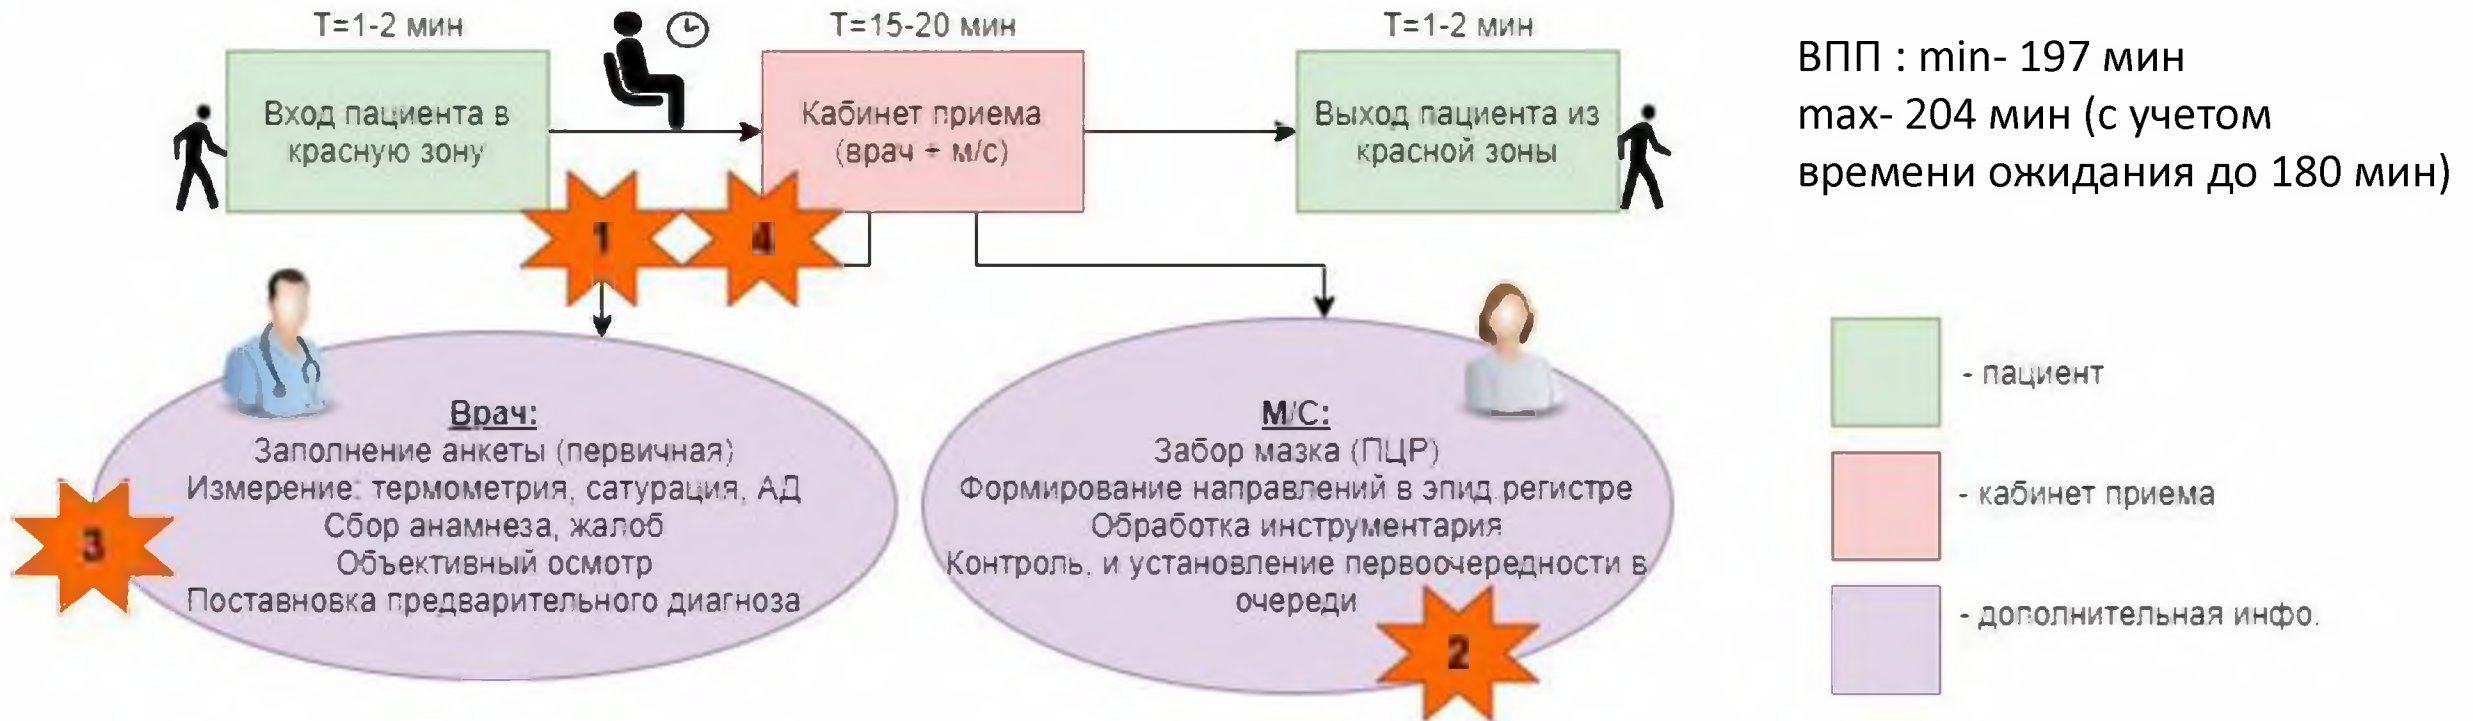 T=1-2 мин
T=15-20 мин
T=1-2 мин
Вход пациента в
красную зону
Кабинет приема
(врач + м/с)
Выход пациента из
красной зоны
ВПП : min- 197 мин
max- 204 мин (с учетом
времени ожидания до 180 мин)
1
4
Врач:
Заполнение анкеты (первичная)
Измерение: термометрия, сатурация, АД
Сбор анамнеза, жалоб
Объективный осмотр
Поставновка предварительного диагноза
3
М/С:
Забор мазка (ПЦР)
Формирование направлений в эпид.регистре
Обработка инструментария
Контроль, и установление первоочередности в
очереди
2
- пациент
- кабинет приема
- дополнительная инфо.